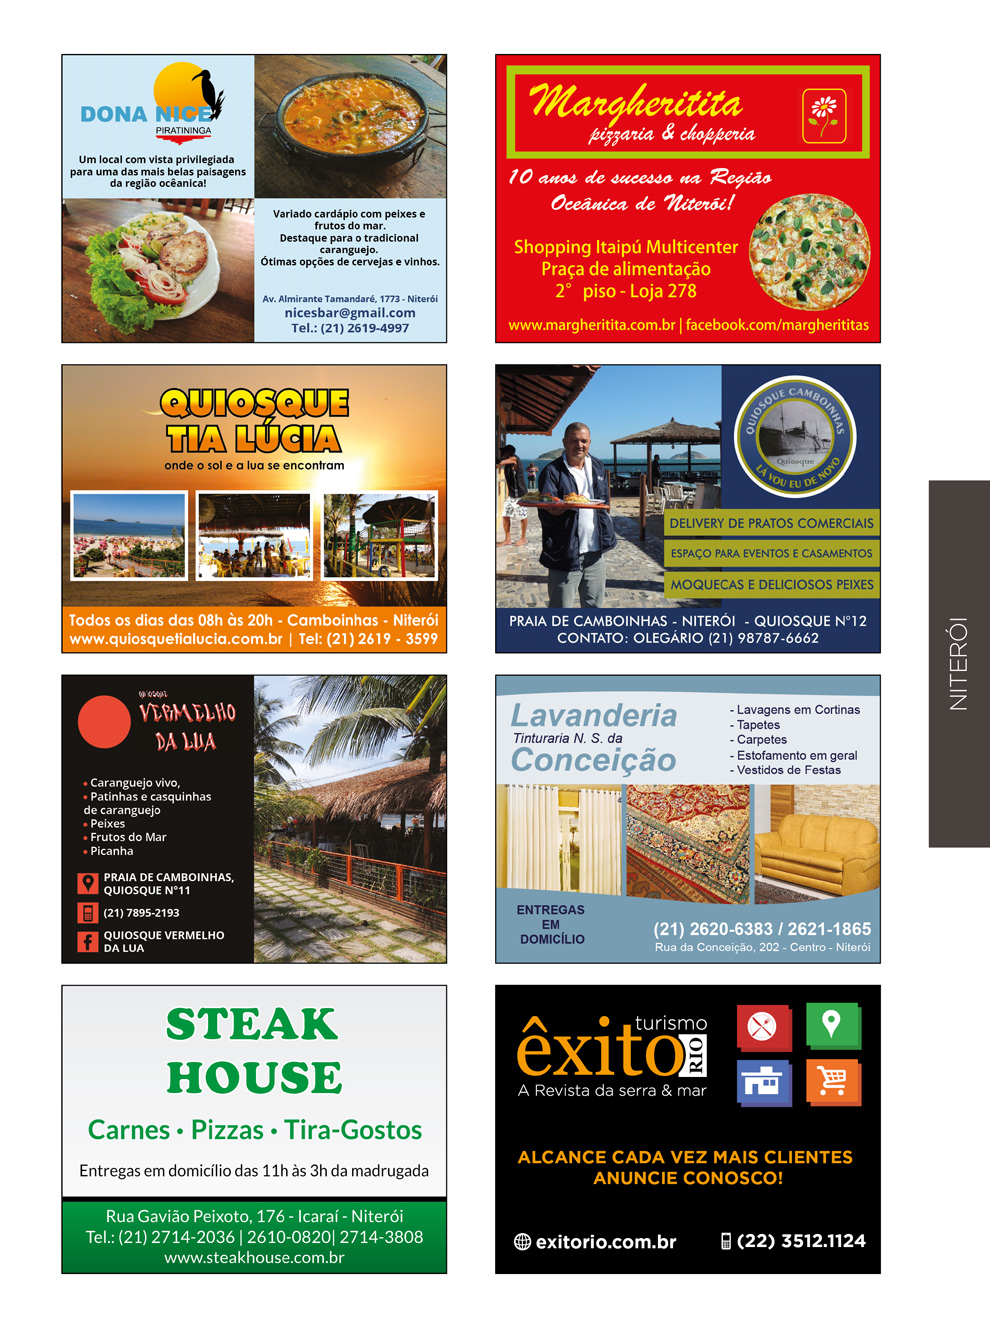 DONA NICE
PIRATININGA
Um local com vista privilegiada
para uma das mais belas paisagens
da região ocêanica!
Variado cardápio com peixes e
frutos do mar.
Destaque para o tradicional
caranguejo.
Ótimas opções de cervejas e vinhos.
Av. Almirante Tamandaré, 1773 - Niterói
nicesbar@gmail.com
Tel.: (21) 2619-4997
Margheritita
pizzaria & chopperia
10 anos de sucesso na Região
Oceânica de Niterói!
Shopping Itaipú Multicenter
Praça de alimentação
2° piso - Loja 278
www.margheritita.com.br | facebook.com/margherititas
QUIOSQUE
TIA LÚCIA
onde o sol e a lua se encontram
Todos os dias das 08h às 20h - Camboinhas - Niterói
www.quiosquetialucia.com.br | Tel: (21) 2619 - 3599
QUIOSQUE CAMBOINHAS
Quiosque
LÁ VOU EU DE NOVO
DELIVERY DE PRATOS COMERCIAIS
ESPAÇO PARA EVENTOS E CASAMENTOS
MOQUECAS E DELICIOSOS PEIXES
PRAIA DE CAMBOINHAS - NITERÓI - QUIOSQUE N°12
CONTATO: OLEGÁRIO (21) 98787-6662
QUIOSQUE
VERMELHO
DA LUA
• Caranguejo vivo,
• Patinhas e casquinhas
de caranguejo
• Peixes
• Frutos do Mar
• Picanha
PRAIA DE CAMBOINHAS,
QUIOSQUE N°11
(21) 7895-2193
QUIOSQUE VERMELHO
DA LUA
Lavanderia
Tinturaria N. S. da
Conceição
- Lavagens em Cortinas
- Tapetes
- Carpetes
- Estofamento em geral
- Vestidos de Festas
ENTREGAS
EM
DOMICÍLIO
(21) 2620-6383 / 2621-1865
Rua da Conceição, 202 - Centro - Niterói
STEAK
HOUSE
Carnes • Pizzas • Tira-Gostos
Entregas em domicílio das 11h às 3h da madrugada
Rua Gavião Peixoto, 176 - Icaraí - Niterói
Tel.: (21) 2714-2036 | 2610-0820| 2714-3808
www.steakhouse.com.br
turismo
êxito RIO
A Revista da serra & mar
ALCANCE CADA VEZ MAIS CLIENTES
ANUNCIE CONOSCO!
exitorio.com.br
(22) 3512.1124
NITERÓI